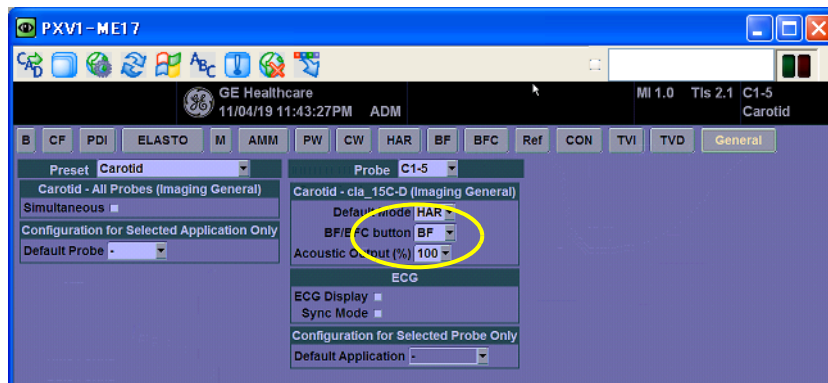 PXV1-ME17
CAD
ABC
GE Healthcare
11/04/19 11:43:27PM ADM
MI 1.0 TIs 2.1 C1-5
Carotid
B CF PDI ELASTO M AMM PW CW HAR BF BFC Ref CON TVI TVD General
Preset Carotid
Carotid - All Probes (Imaging General)
Simultaneous
Configuration for Selected Application Only
Default Probe -
Probe C1-5
Carotid - cla_15C-D (Imaging General)
Default Mode HAR
BF/BFC button BF
Acoustic Output (%) 100
ECG
ECG Display
Sync Mode
Configuration for Selected Probe Only
Default Application -